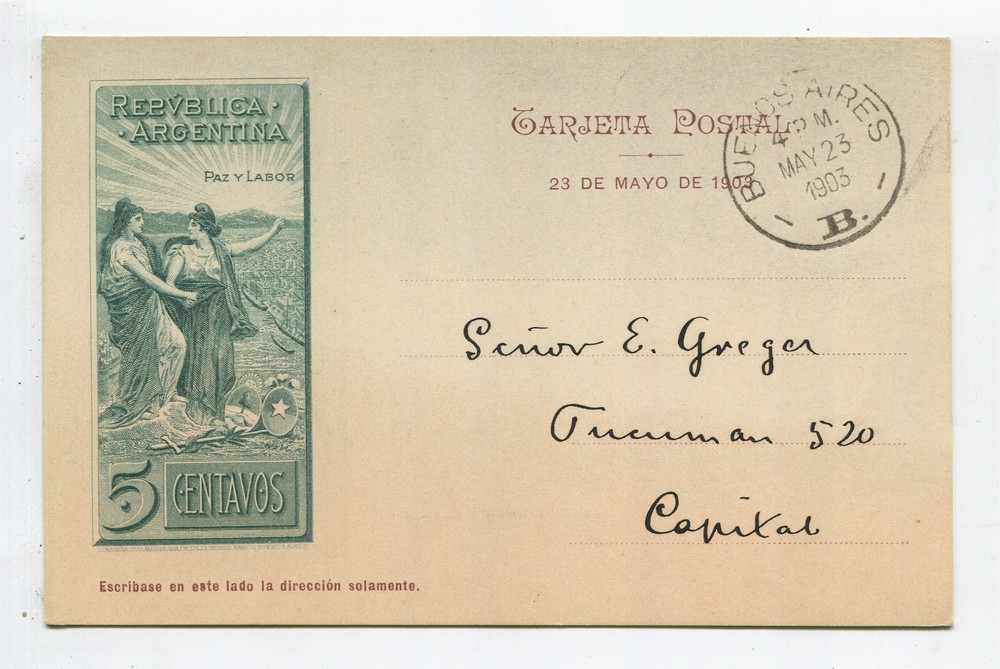 REPVBLICA ·
· ARGENTINA
PAZ Y LABOR
5 CENTAVOS
TARJETA POSTAL
23 DE MAYO DE 1903
BUENOS AIRES
4 P M.
MAY 23
1903
B.
Señor E. Greger
Tucuman 520
Capital
Escribase en este lado la dirección solamente.